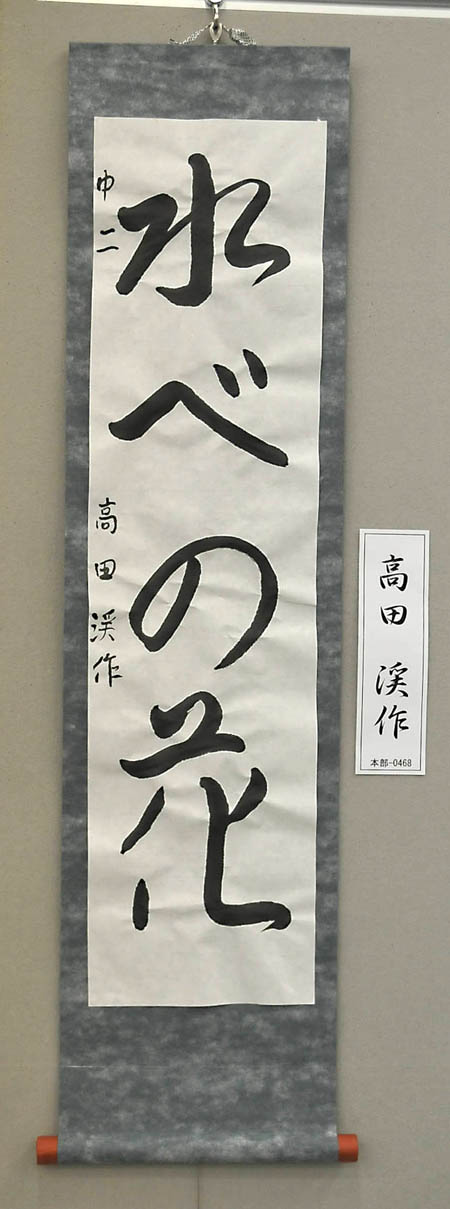 水べの花
中二 高田渓作
高田 渓作
本部-0468